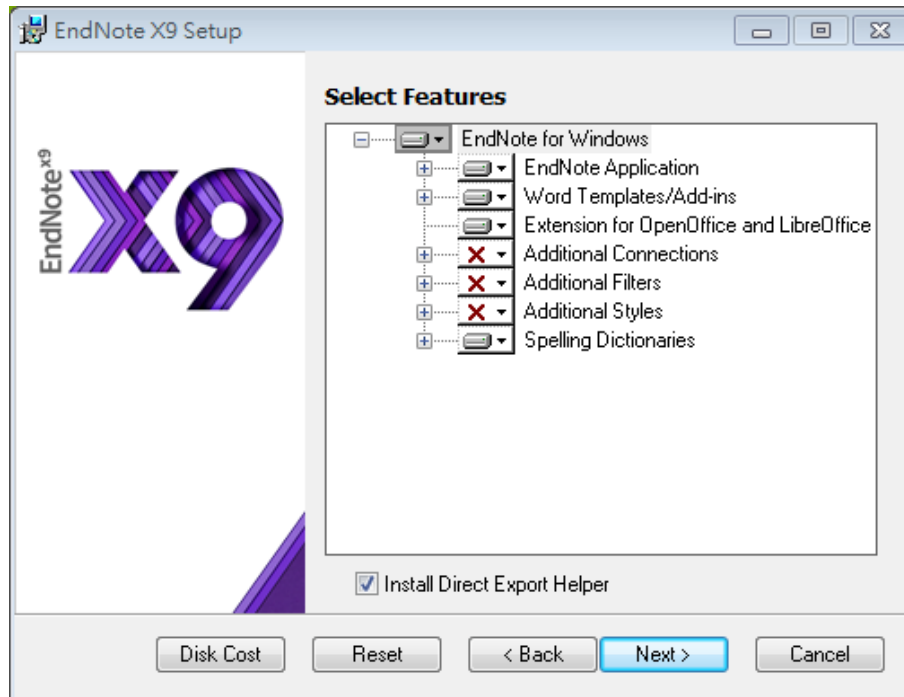 EndNote X9 Setup
EndNote X9
X9
Select Features
EndNote for Windows
EndNote Application
Word Templates/Add-ins
Extension for OpenOffice and LibreOffice
Additional Connections
Additional Filters
Additional Styles
Spelling Dictionaries
Install Direct Export Helper
Disk Cost
Reset
< Back
Next >
Cancel